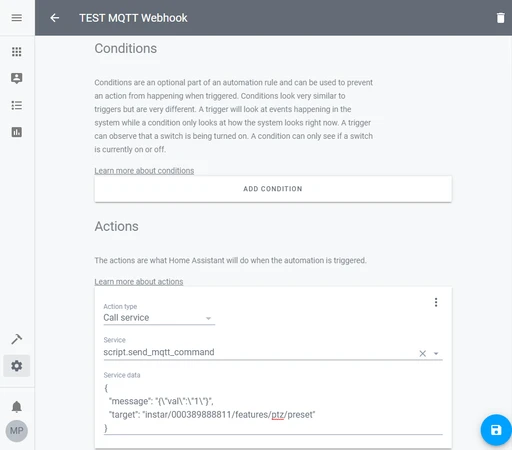 TEST MQTT Webhook
Conditions
Conditions are an optional part of an automation rule and can be used to prevent
an action from happening when triggered. Conditions look very similar to
triggers but are very different. A trigger will look at events happening in the
system while a condition only looks at how the system looks right now. A trigger
can observe that a switch is being turned on. A condition can only see if a switch
is currently on or off.
Learn more about conditions
ADD CONDITION
Actions
The actions are what Home Assistant will do when the automation is triggered.
Learn more about actions
Action type
Call service
Service
script.send_mqtt_command
Service data
{
"message": "{\"val\":\"1\"}",
"target": "instar/000389888811/features/ptz/preset"
}
MP